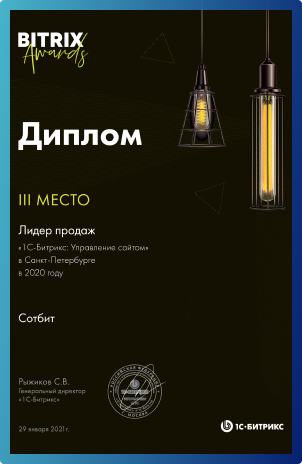 BITRIX
Awards
Диплом
III МЕСТО
Лидер продаж
«1С-Битрикс: Управление сайтом»
в Санкт-Петербурге
в 2020 году
Сотбит
Рыжиков С.В.
Генеральный директор
«1С-Битрикс»
29 января 2021 г.
1С-БИТРИКС